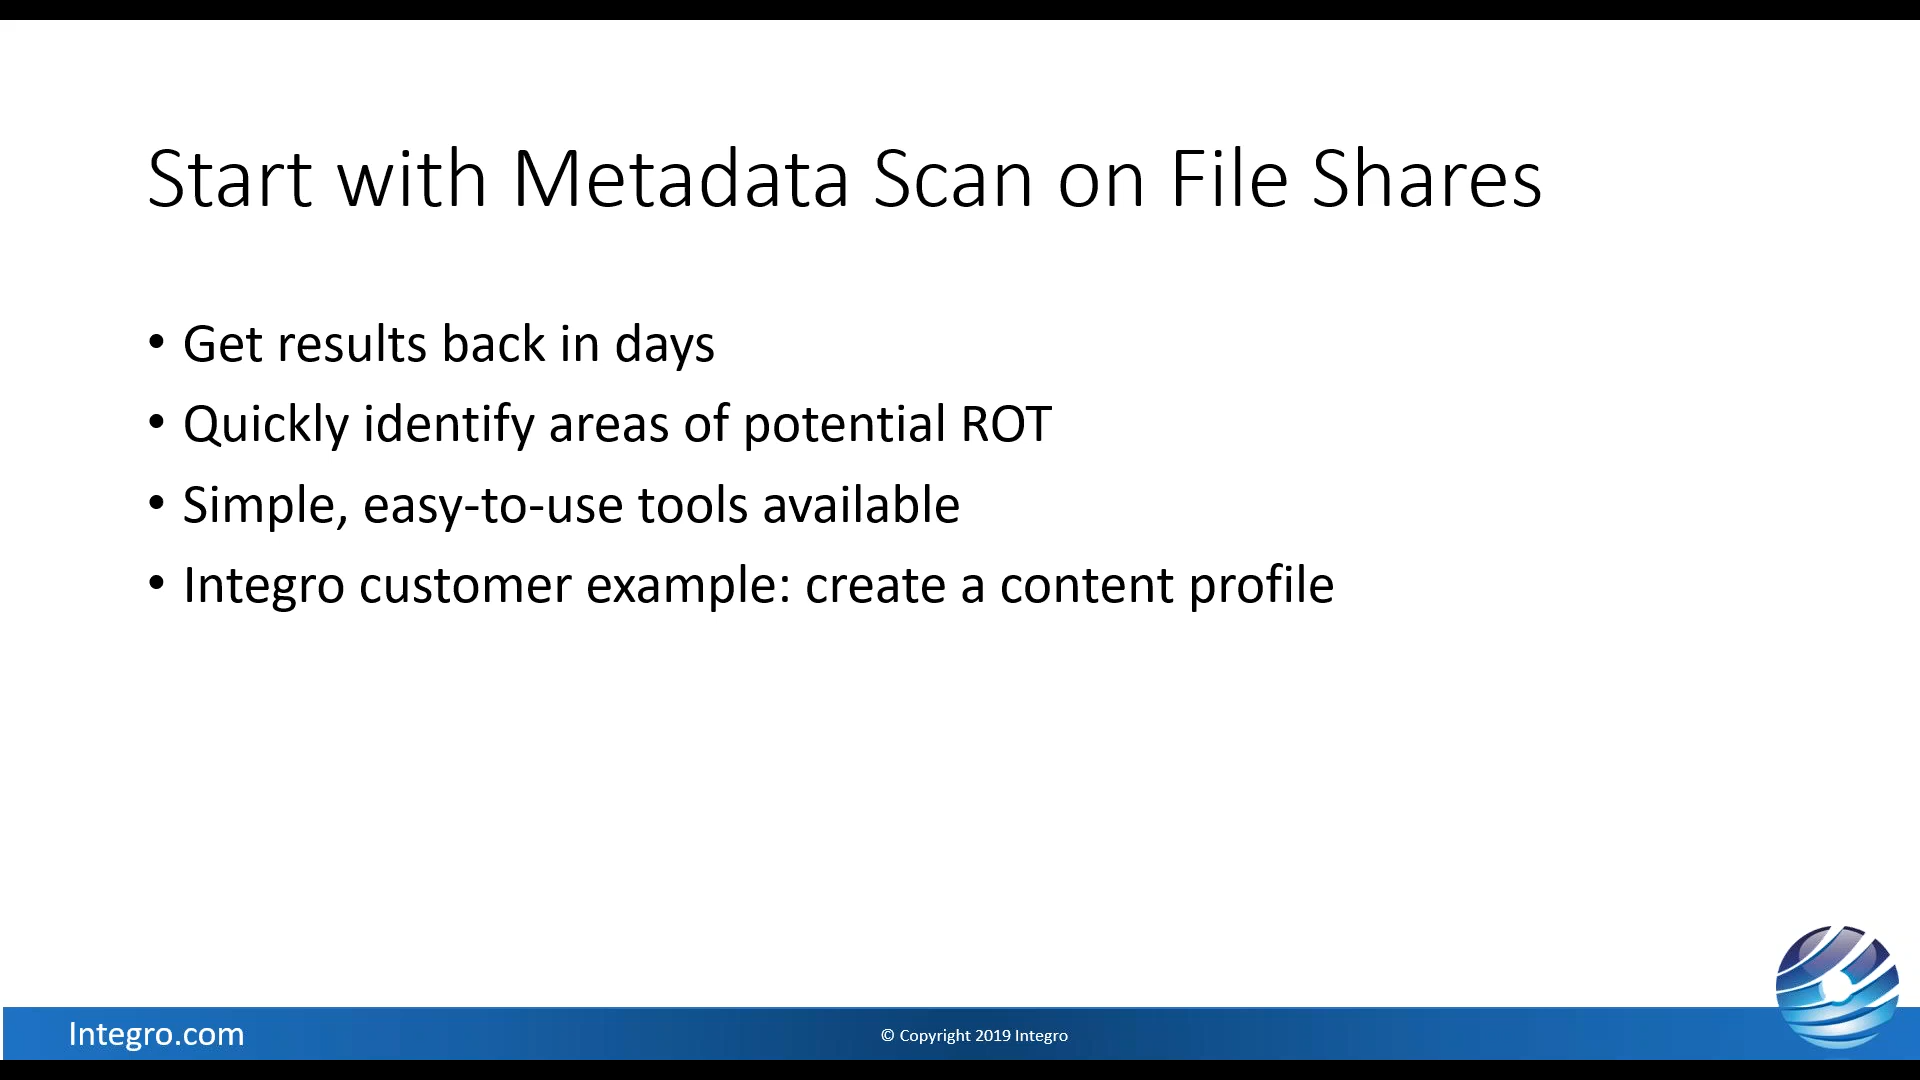 Start with Metadata Scan on File Shares
• Get results back in days
• Quickly identify areas of potential ROT
• Simple, easy-to-use tools available
• Integro customer example: create a content profile
Integro.com
© Copyright 2019 Integro